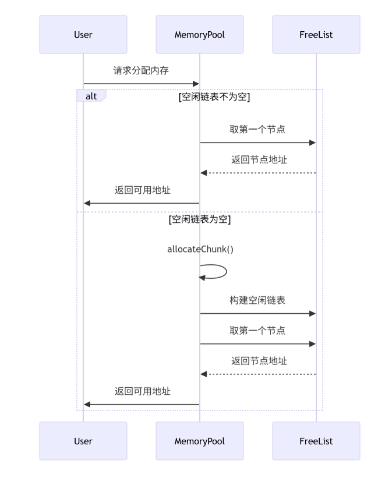 User MemoryPool FreeList
请求分配内存
alt [空闲链表不为空]
取第一个节点
返回节点地址
返回可用地址
[空闲链表为空]
allocateChunk()
构建空闲链表
取第一个节点
返回节点地址
返回可用地址
User MemoryPool FreeList